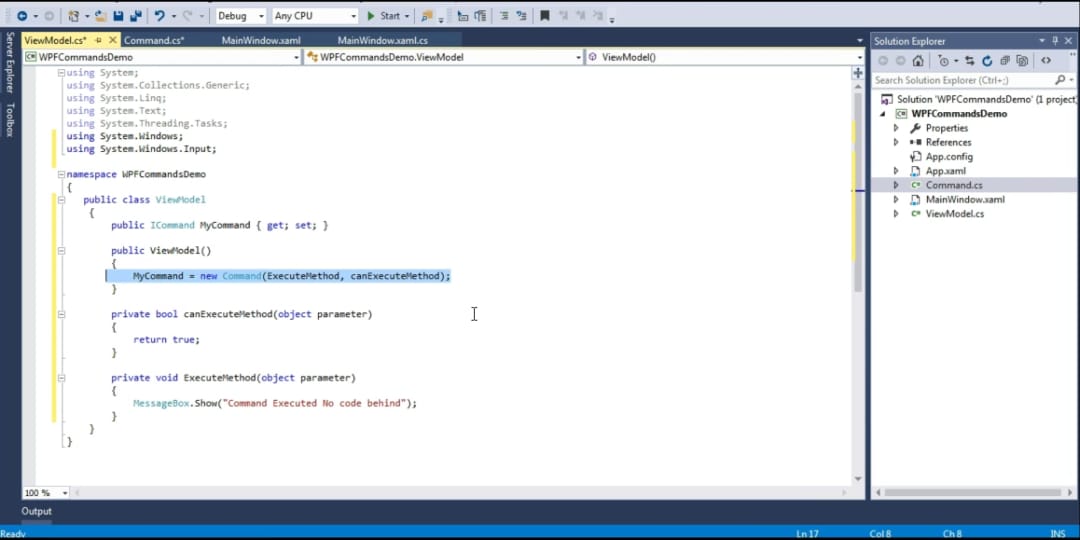 Debug Any CPU Start
ViewModel.cs* Command.cs* MainWindow.xaml MainWindow.xaml.cs
WPFCommandsDemo WPFCommandsDemo.ViewModel ViewModel()
Server Explorer
Toolbox
using System;
using System.Collections.Generic;
using System.Linq;
using System.Text;
using System.Threading.Tasks;
using System.Windows;
using System.Windows.Input;
namespace WPFCommandsDemo
{
public class ViewModel
{
public ICommand MyCommand { get; set; }
public ViewModel()
{
MyCommand = new Command(ExecuteMethod, canExecuteMethod);
}
private bool canExecuteMethod(object parameter)
{
return true;
}
private void ExecuteMethod(object parameter)
{
MessageBox.Show("Command Executed No code behind");
}
}
}
100 %
Solution Explorer
Search Solution Explorer (Ctrl+;)
Solution 'WPFCommandsDemo' (1 project
WPFCommandsDemo
Properties
References
App.config
App.xaml
Command.cs
MainWindow.xaml
ViewModel.cs
Output
Ready Ln 17 Col 8 Ch 8 INS